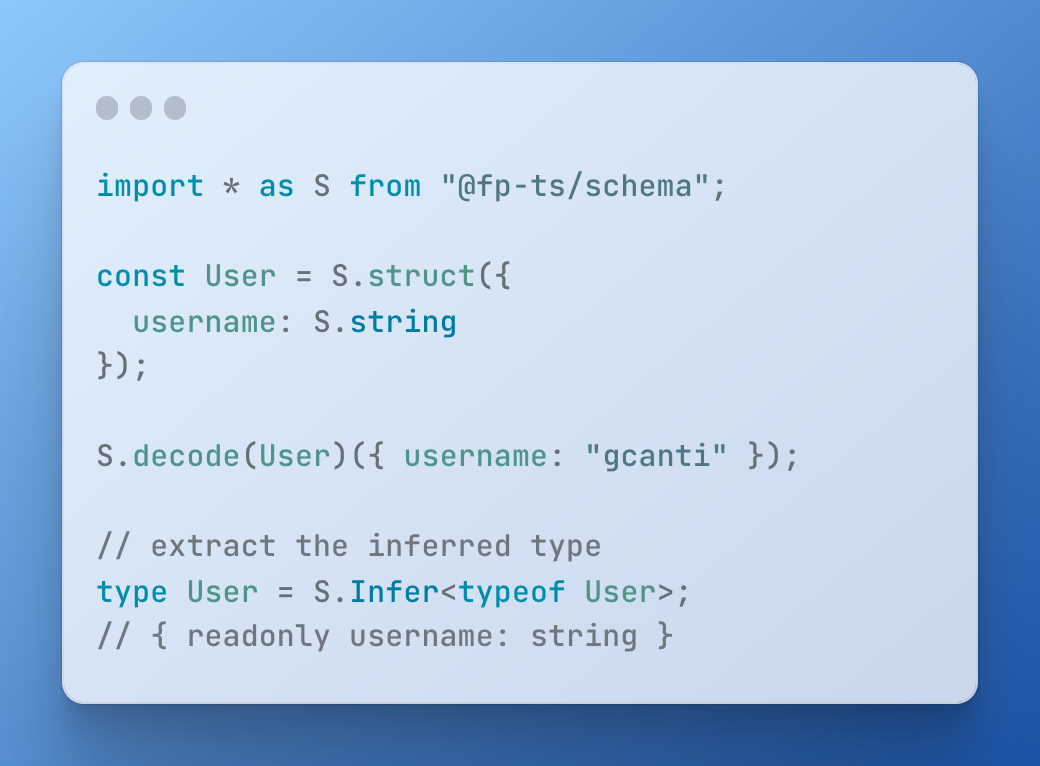 import * as S from "@fp-ts/schema";
const User = S.struct({
  username: S.string
});
S.decode(User)({ username: "gcanti" });
// extract the inferred type
type User = S.Infer<typeof User>;
// { readonly username: string }